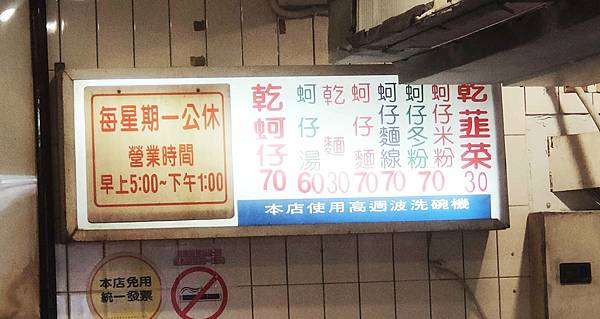 每星期一公休
營業時間
早上5:00~下午1:00
乾蚵仔 70
蚵仔湯 60
乾麵 30
蚵仔麵 70
蚵仔麵線 70
蚵仔冬粉 70
蚵仔米粉
乾韮菜 30
本店使用高週波洗碗機
本店免用
統一發票